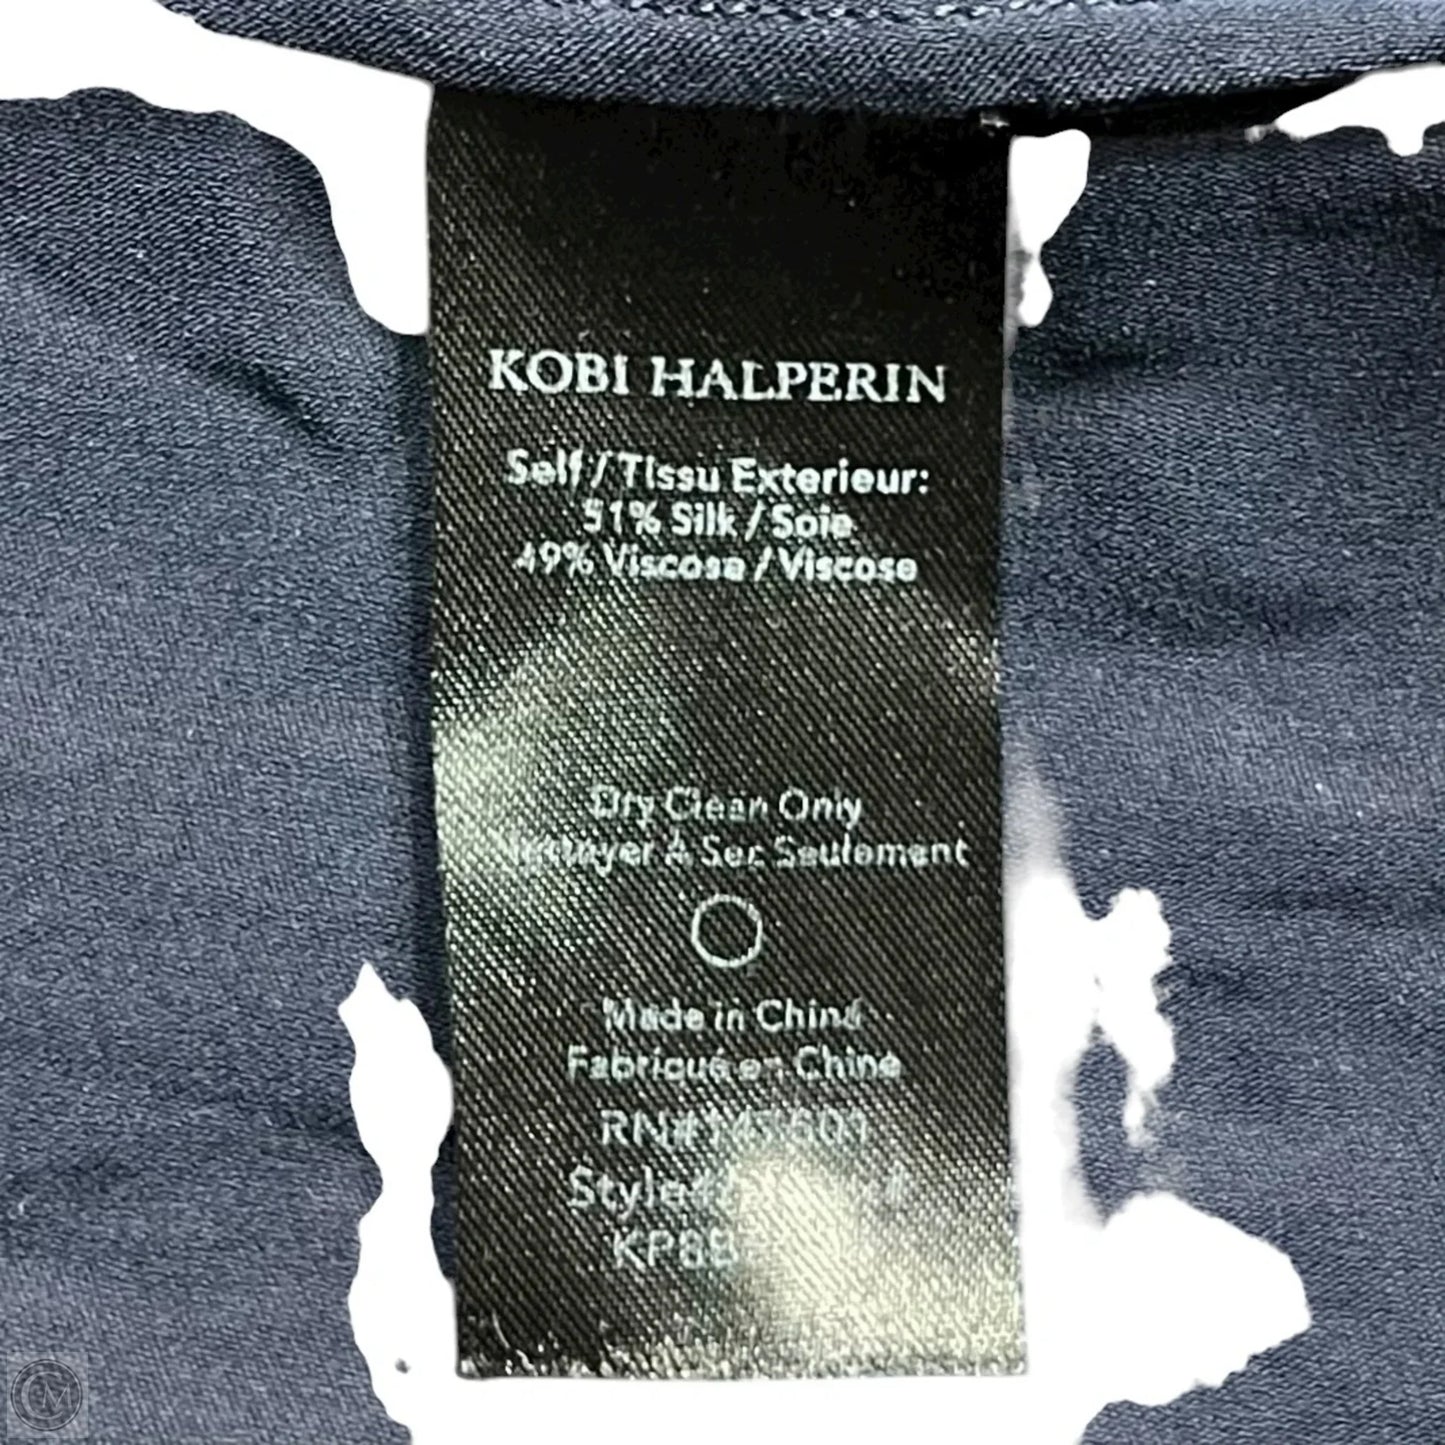 KOBI HALPERIN
Self / Tissu Exterieur:
51% Silk / Soie
49% Viscose / Viscose
Dry Clean Only
A Sec Seulement
Made in China
Fabriqué en Chine
CM